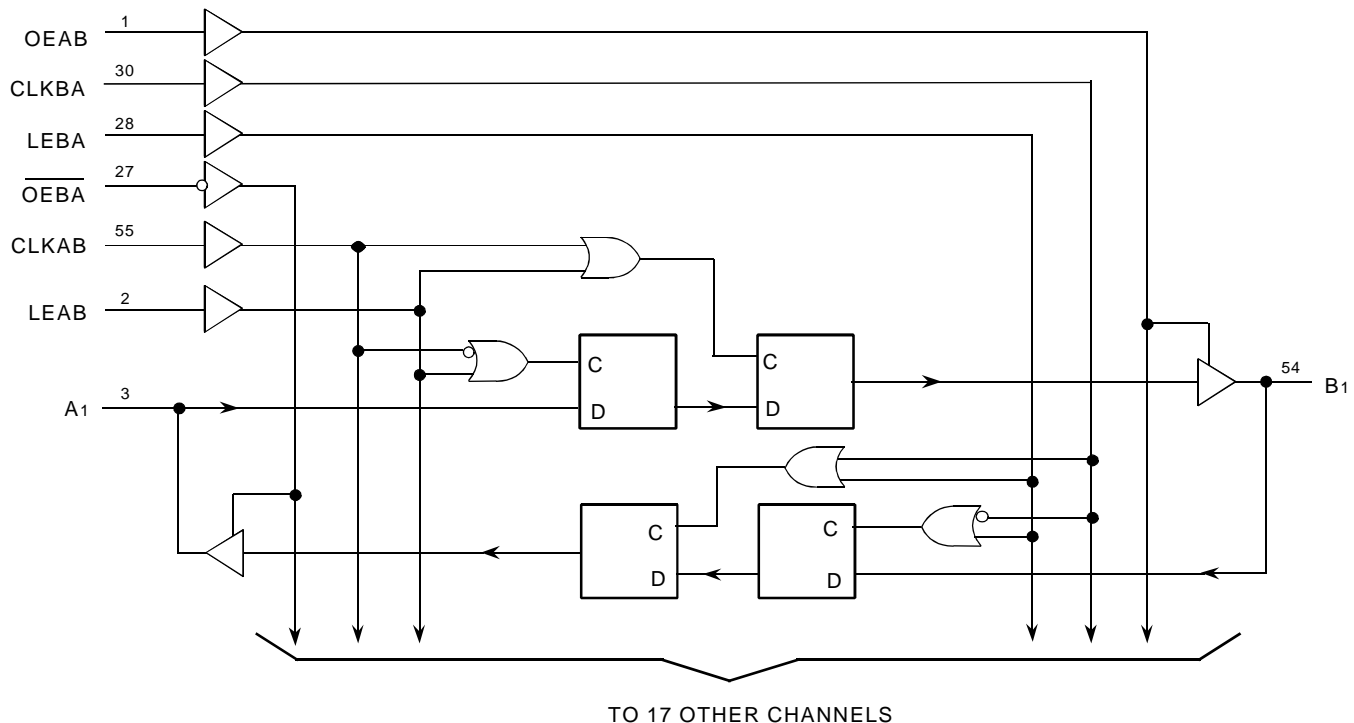 OEAB 1
CLKBA 30
LEBA 28
OEBA 27
CLKAB 55
LEAB 2
C
D
C
D
A1 3
54 B1
C
D
C
D
TO 17 OTHER CHANNELS